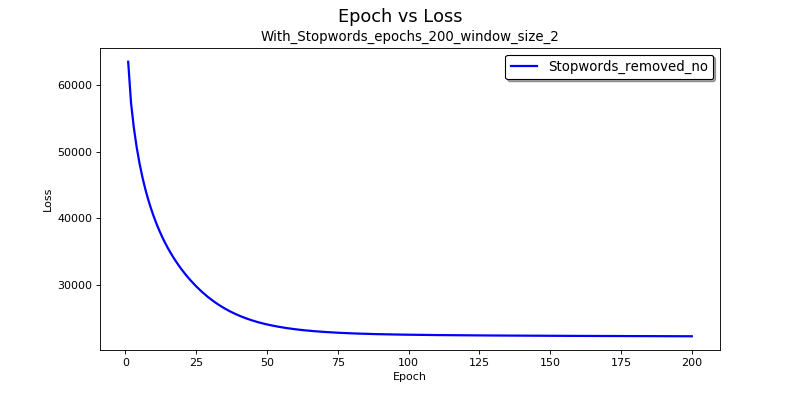 Epoch vs Loss
With_Stopwords_epochs_200_window_size_2
Stopwords_removed_no
60000
50000
40000
30000
Loss
0 25 50 75 100 125 150 175 200
Epoch